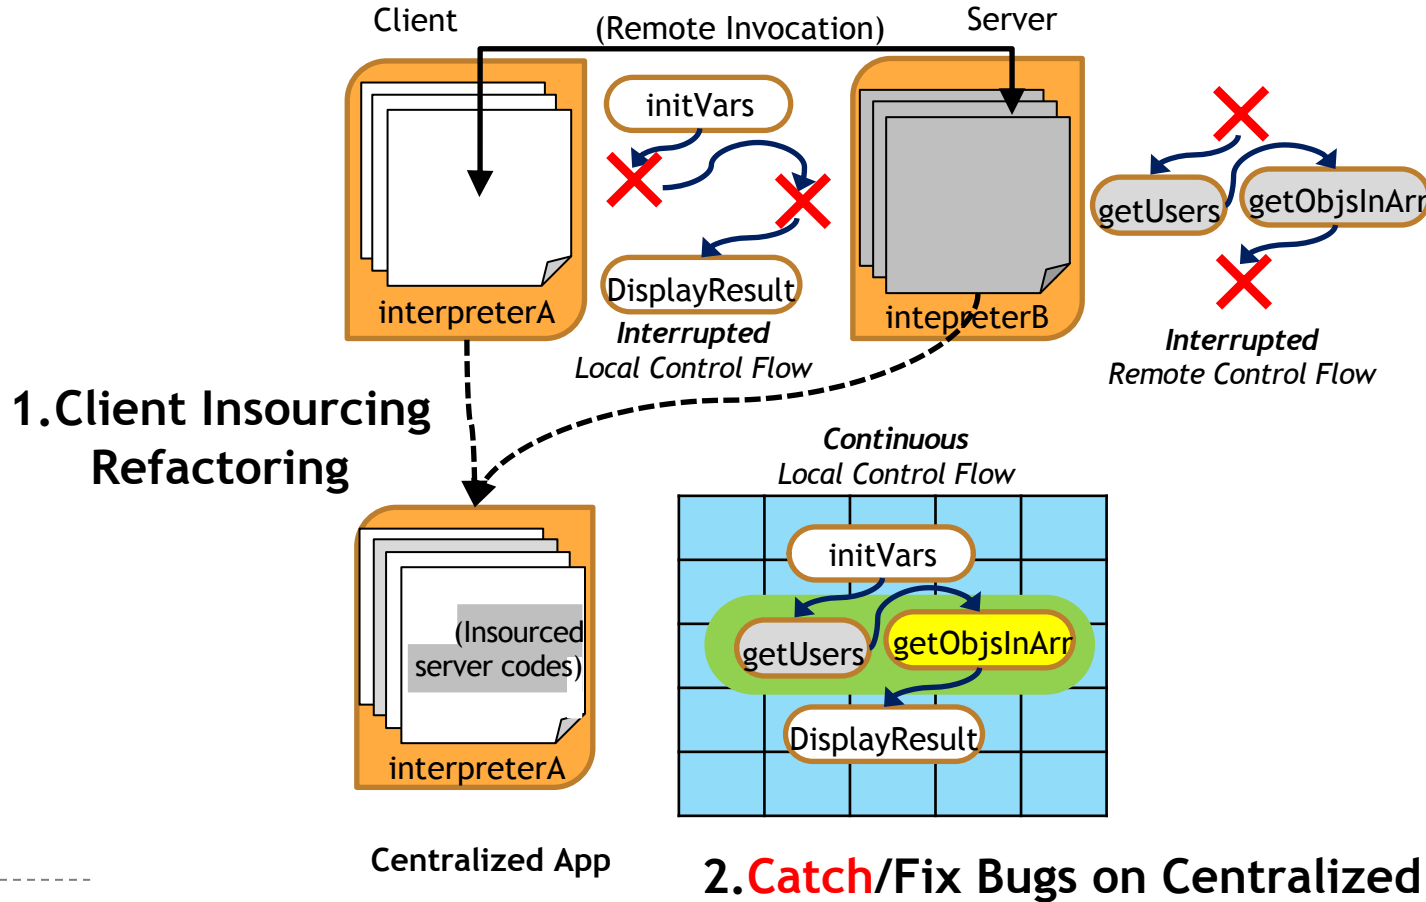 Client
(Remote Invocation)
Server
initVars
DisplayResult
interpreterA
Interrupted
Local Control Flow
intepreterB
getUsers
getObjsInArr
Interrupted
Remote Control Flow
1.Client Insourcing
Refactoring
Continuous
Local Control Flow
(Insourced
server codes)
interpreterA
initVars
getUsers
getObjsInArr
DisplayResult
Centralized App
2.Catch/Fix Bugs on Centralized